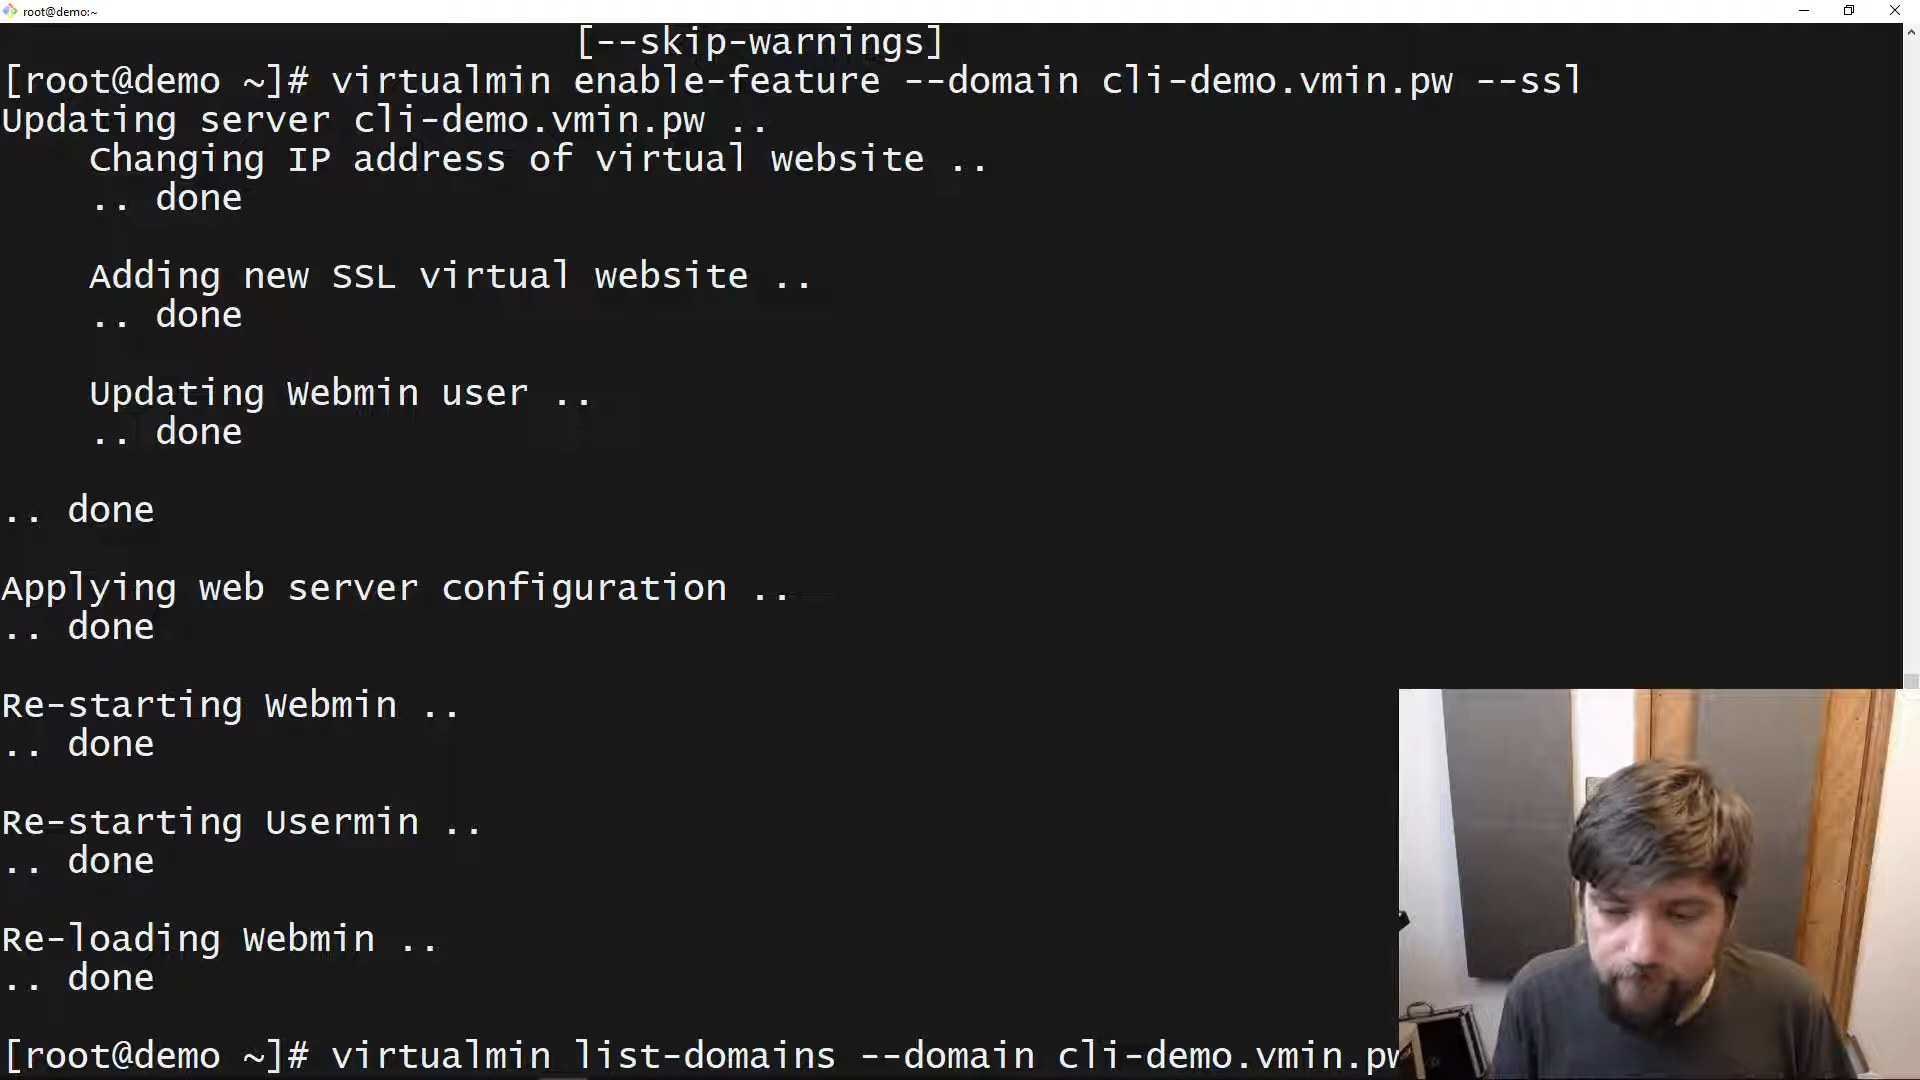 root@demo:~
[--skip-warnings]
[root@demo ~]# virtualmin enable-feature --domain cli-demo.vmin.pw --ssl
Updating server cli-demo.vmin.pw ..
Changing IP address of virtual website ..
.. done
Adding new SSL virtual website ..
.. done
Updating Webmin user ..
.. done
.. done
Applying web server configuration ..
.. done
Re-starting Webmin ..
.. done
Re-starting Usermin ..
.. done
Re-loading Webmin ..
.. done
[root@demo ~]# virtualmin list-domains --domain cli-demo.vmin.pw